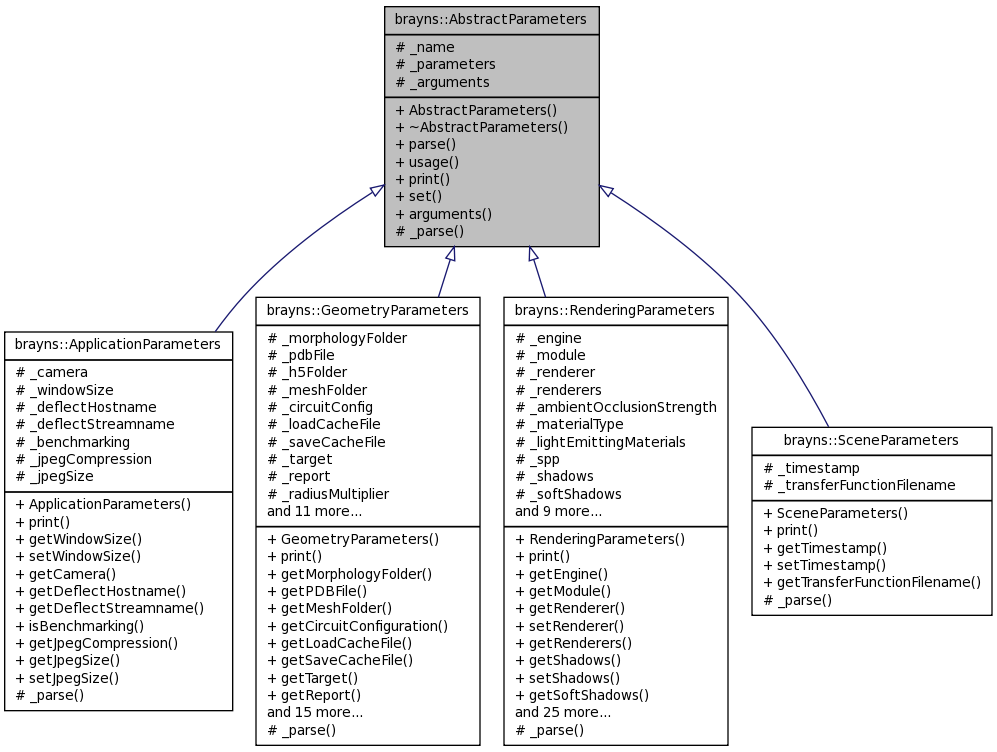 brayns::AbstractParameters
# _name
# _parameters
# _arguments
+ AbstractParameters()
+ ~AbstractParameters()
+ parse()
+ usage()
+ print()
+ set()
+ arguments()
# _parse()
brayns::ApplicationParameters
# _camera
# _windowSize
# _deflectHostname
# _deflectStreamname
# _benchmarking
# _jpegCompression
# _jpegSize
+ ApplicationParameters()
+ print()
+ getWindowSize()
+ setWindowSize()
+ getCamera()
+ getDeflectHostname()
+ getDeflectStreamname()
+ isBenchmarking()
+ getJpegCompression()
+ getJpegSize()
+ setJpegSize()
# _parse()
brayns::GeometryParameters
# _morphologyFolder
# _pdbFile
# _h5Folder
# _meshFolder
# _circuitConfig
# _loadCacheFile
# _saveCacheFile
# _target
# _report
# _radiusMultiplier
and 11 more...
+ GeometryParameters()
+ print()
+ getMorphologyFolder()
+ getPDBFile()
+ getMeshFolder()
+ getCircuitConfiguration()
+ getLoadCacheFile()
+ getSaveCacheFile()
+ getTarget()
+ getReport()
and 15 more...
# _parse()
brayns::RenderingParameters
# _engine
# _module
# _renderer
# _renderers
# _ambientOcclusionStrength
# _materialType
# _lightEmittingMaterials
# _spp
# _shadows
# _softShadows
and 9 more...
+ RenderingParameters()
+ print()
+ getEngine()
+ getModule()
+ getRenderer()
+ setRenderer()
+ getRenderers()
+ getShadows()
+ setShadows()
+ getSoftShadows()
and 25 more...
# _parse()
brayns::SceneParameters
# _timestamp
# _transferFunctionFilename
+ SceneParameters()
+ print()
+ getTimestamp()
+ setTimestamp()
+ getTransferFunctionFilename()
# _parse()